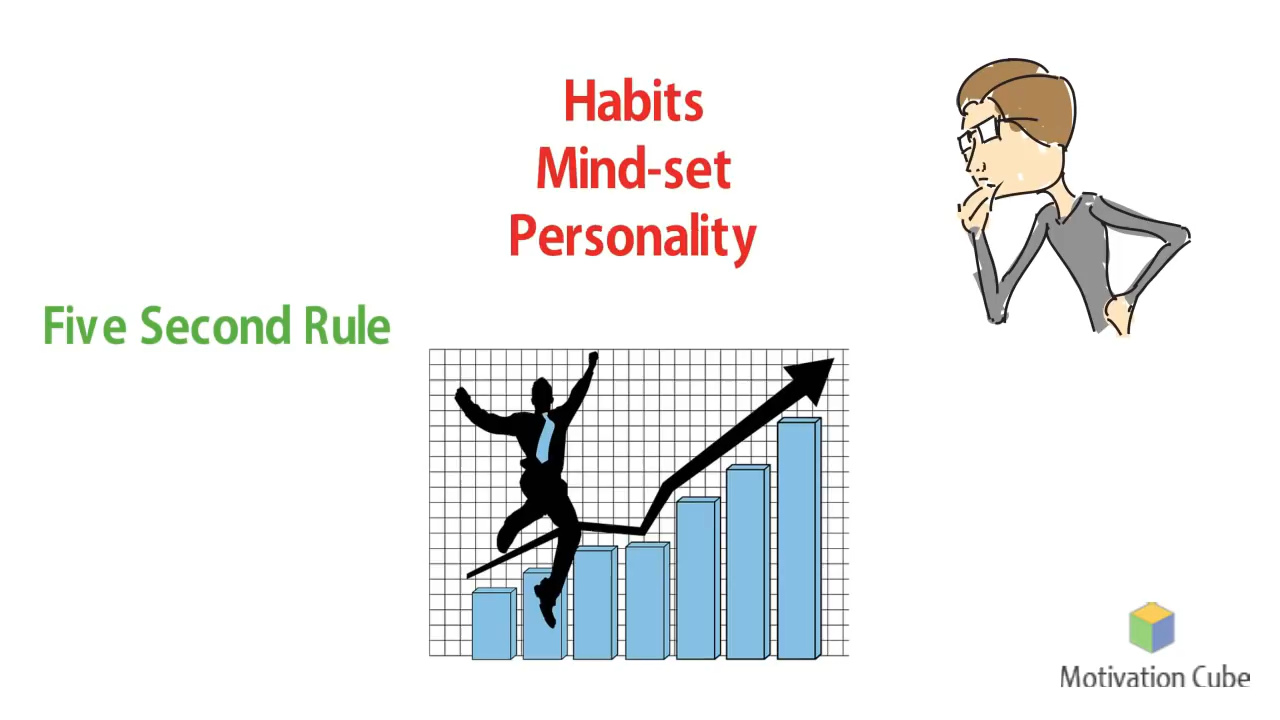 Habits
Mind-set
Personality
Five Second Rule
Motivation Cube